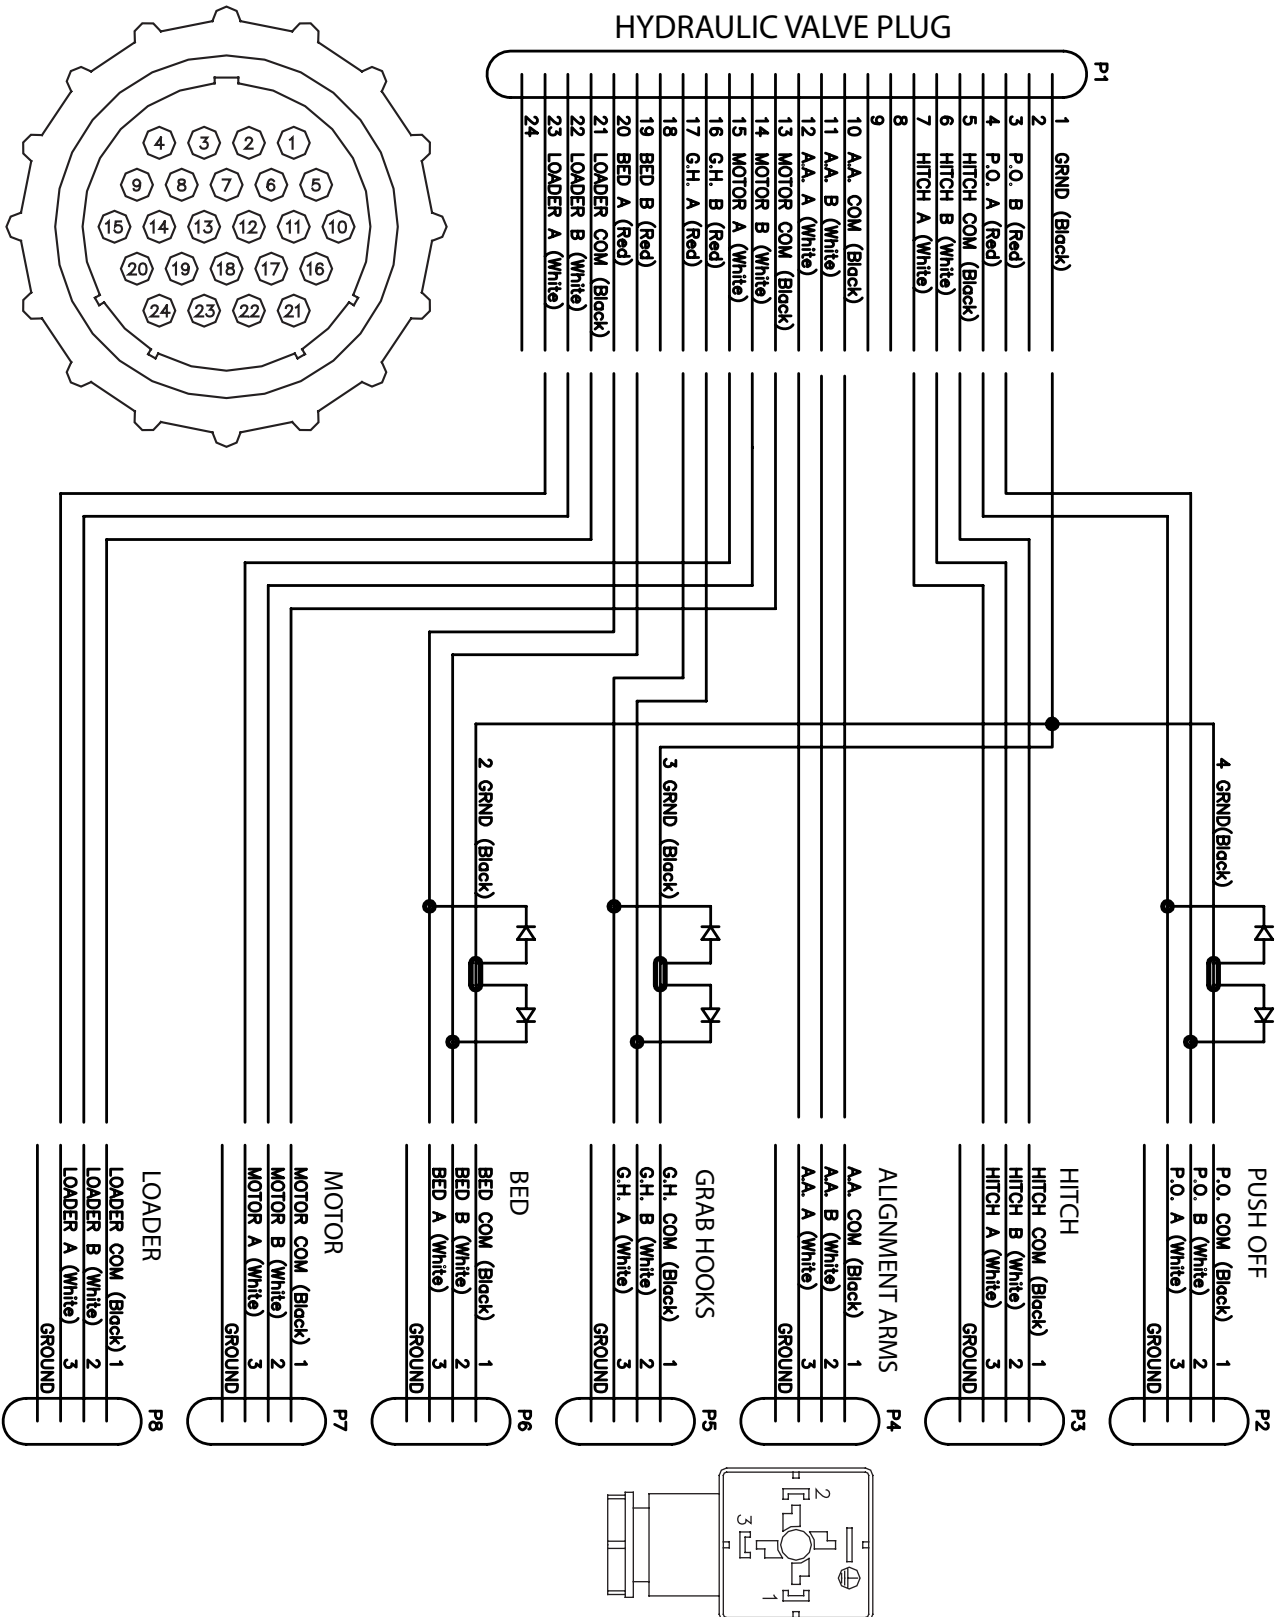 HYDRAULIC VALVE PLUG
P1
1 GRND (Black)
2
3 P.O. B (Red)
4 P.O. A (Red)
5 HITCH COM (Black)
6 HITCH B (White)
7 HITCH A (White)
8
9
10 A.A. COM (Black)
11 A.A. B (White)
12 A.A. A (White)
13 MOTOR COM (Black)
14 MOTOR B (White)
15 MOTOR A (White)
16 G.H. B (Red)
17 G.H. A (Red)
18
19 BED B (Red)
20 BED A (Red)
21 LOADER COM (Black)
22 LOADER B (White)
23 LOADER A (White)
24
4 3 2 1
9 8 7 6 5
15 14 13 12 11 10
20 19 18 17 16
24 23 22 21
4 GRND(Black)
3 GRND (Black)
2 GRND (Black)
PUSH OFF
P.O. COM (Black) 1
P.O. B (White) 2
P.O. A (White) 3
GROUND
P2
HITCH
HITCH COM (Black) 1
HITCH B (White) 2
HITCH A (White) 3
GROUND
P3
ALIGNMENT ARMS
A.A. COM (Black) 1
A.A. B (White) 2
A.A. A (White) 3
GROUND
P4
GRAB HOOKS
G.H. COM (Black) 1
G.H. B (White) 2
G.H. A (White) 3
GROUND
P5
BED
BED COM (Black) 1
BED B (White) 2
BED A (White) 3
GROUND
P6
MOTOR
MOTOR COM (Black) 1
MOTOR B (White) 2
MOTOR A (White) 3
GROUND
P7
LOADER
LOADER COM (Black) 1
LOADER B (White) 2
LOADER A (White) 3
GROUND
P8
2
3
1